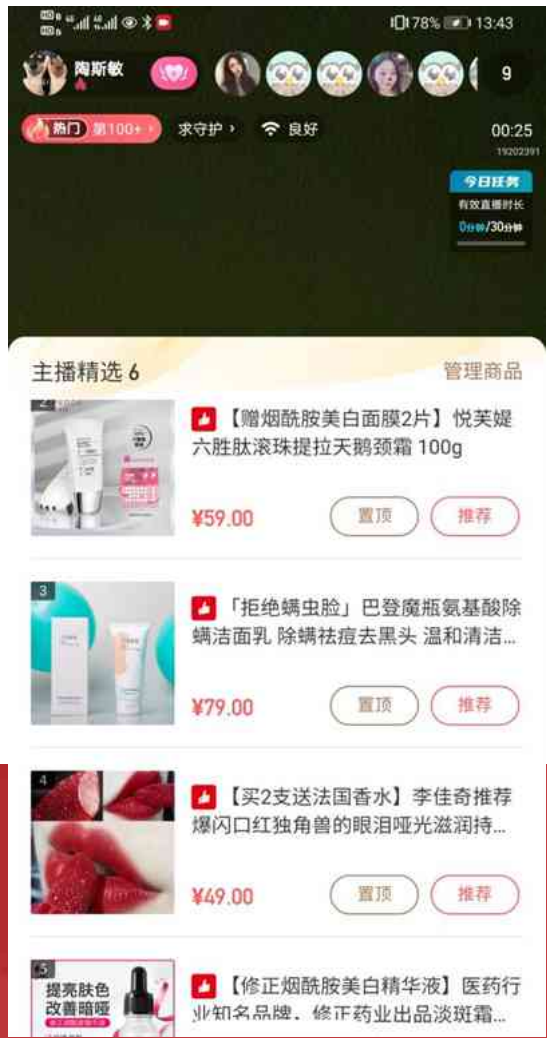 78% 13:43
陶斯敏
9
热门 第100+ ›
求守护 ›
良好
00:25
19202391
今日任务
有效直播时长
0分钟/30分钟
主播精选 6
管理商品
【赠烟酰胺美白面膜2片】悦芙媞
六胜肽滚珠提拉天鹅颈霜 100g
¥59.00
置顶
推荐
3
「拒绝螨虫脸」巴登魔瓶氨基酸除
螨洁面乳 除螨祛痘去黑头 温和清洁...
¥79.00
置顶
推荐
4
【买2支送法国香水】李佳奇推荐
爆闪口红独角兽的眼泪哑光滋润持...
¥49.00
置顶
推荐
5
提亮肤色
改善暗哑
【修正烟酰胺美白精华液】医药行
业知名品牌，修正药业出品淡斑霜...